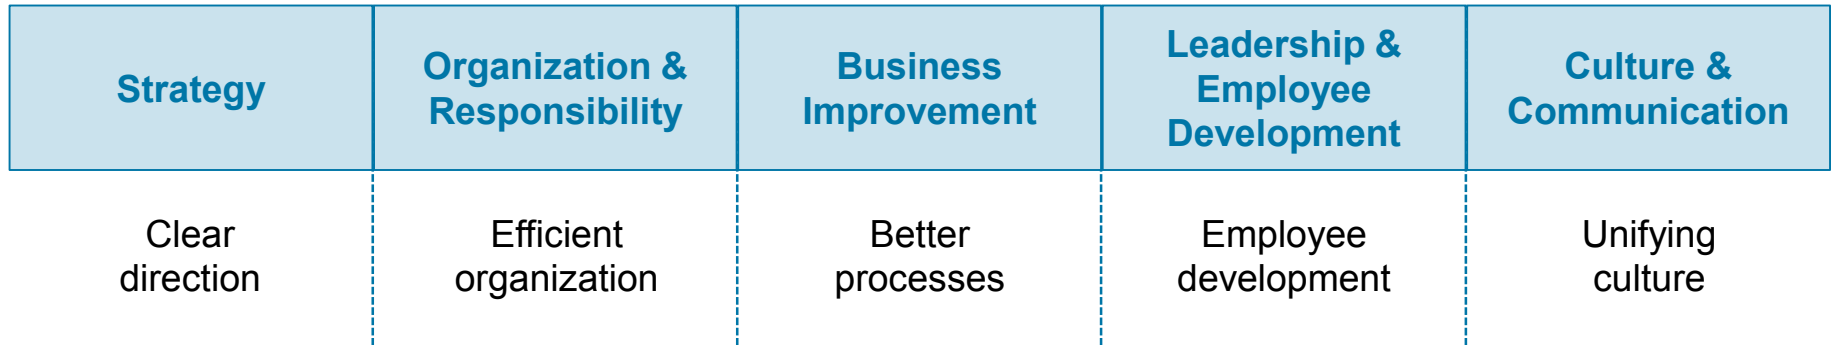 Strategy
Organization &
Responsibility
Business
Improvement
Leadership &
Employee
Development
Culture &
Communication
Clear
direction
Efficient
organization
Better
processes
Employee
development
Unifying
culture